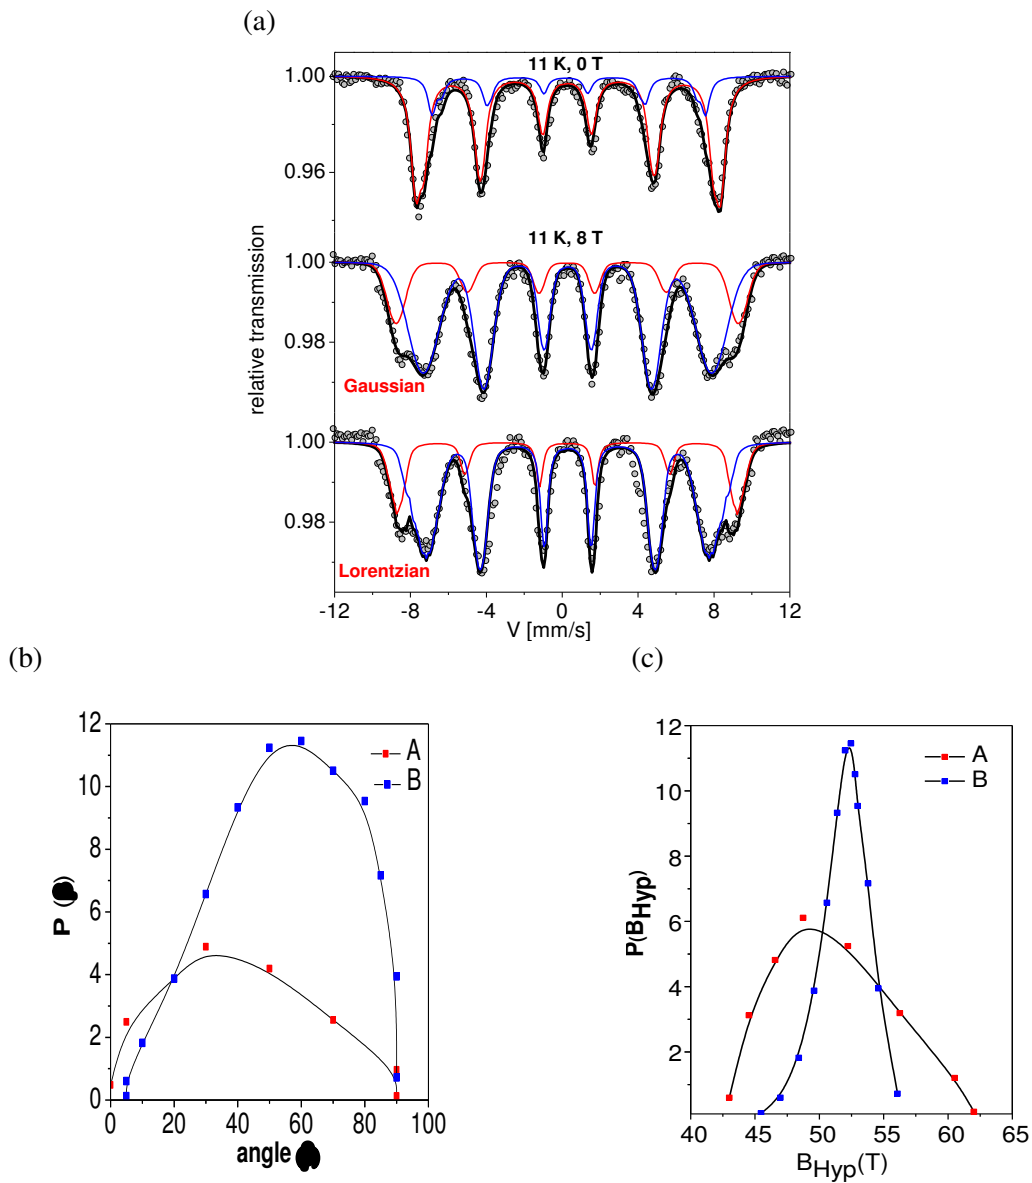 (a)
11 K, 0 T
1.00
0.96
11 K, 8 T
1.00
0.98
Gaussian
1.00
0.98
Lorentzian
relative transmission
-12 -8 -4 0 4 8 12
V [mm/s]
(b)
12
10
8
6
4
2
0
P (
A
B
0 20 40 60 80 100
angle
(c)
12
10
8
6
4
2
P(BHyp)
A
B
40 45 50 55 60 65
BHyp(T)